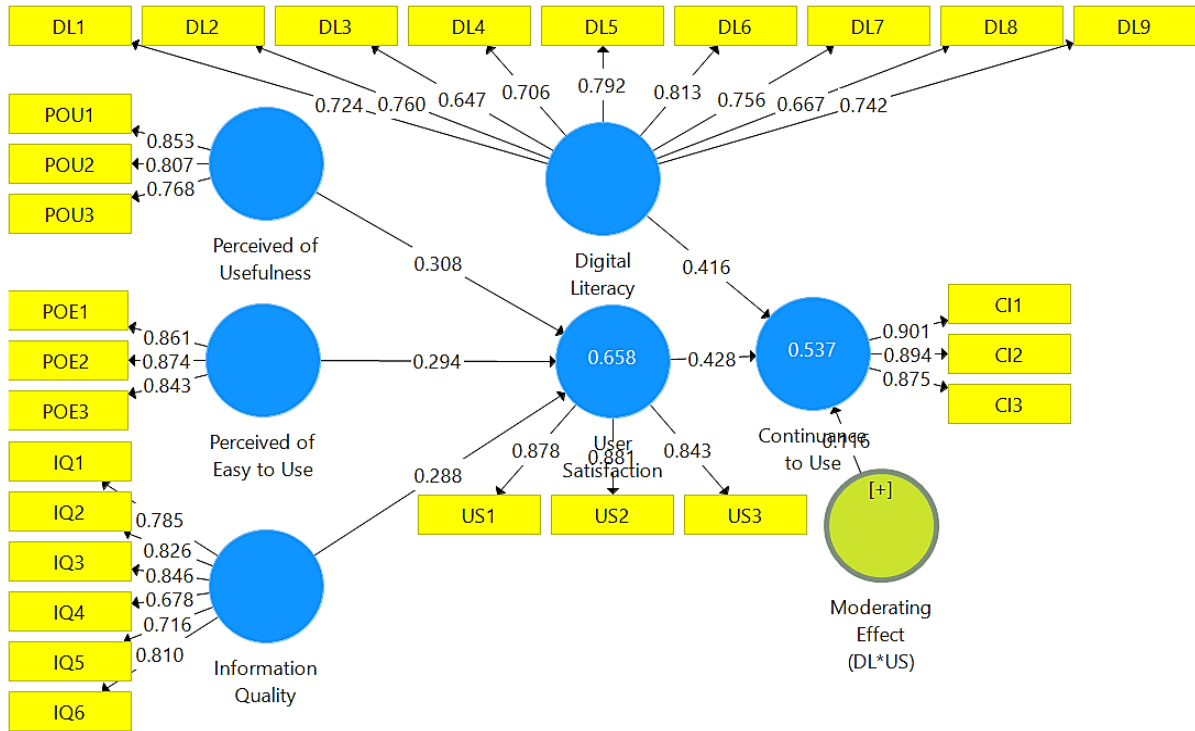 DL1 DL2 DL3 DL4 DL5 DL6 DL7 DL8 DL9
0.724 0.760 0.647 0.706 0.792 0.813 0.756 0.667 0.742
POU1
POU2
POU3
0.853
0.807
0.768
Perceived of
Usefulness
0.308
Digital
Literacy
0.416
POE1
POE2
POE3
0.861
0.874
0.843
Perceived of
Easy to Use
0.294
0.658
User
Satisfaction
0.428
0.537
Continuance
to Use
0.901
0.894
0.875
CI1
CI2
CI3
0.878
0.881
0.843
US1 US2 US3
0.116
[+]
Moderating
Effect
(DL*US)
IQ1
IQ2
IQ3
IQ4
IQ5
IQ6
0.785
0.826
0.846
0.678
0.716
0.810
Information
Quality
0.288